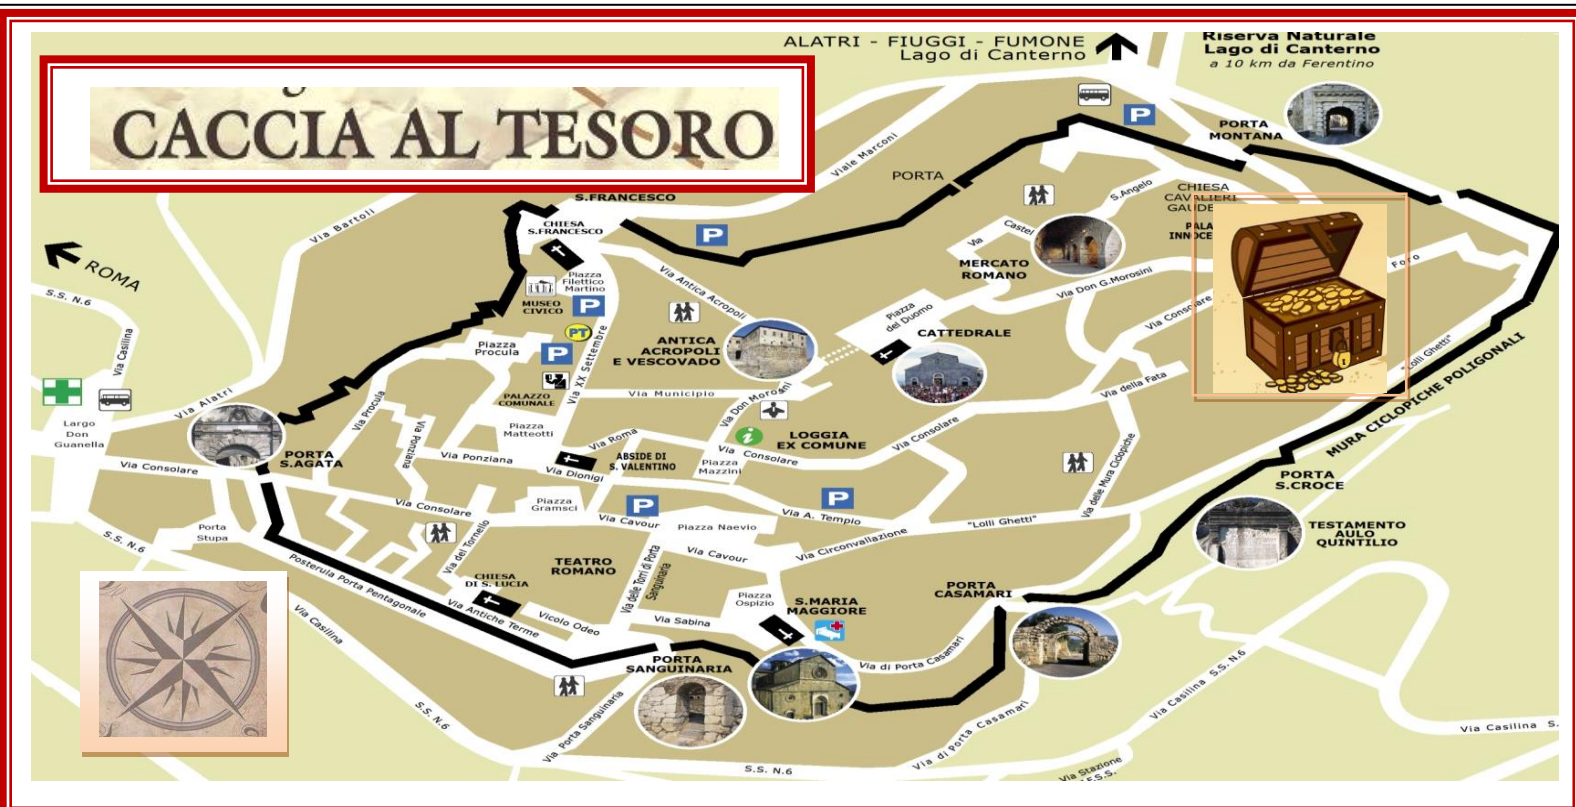 ALATRI - FIUGGI - FUMONE
Lago di Canterno
Riserva Naturale
Lago di Canterno
a 10 km da Ferentino
CACCIA AL TESORO
PORTA
MONTANA
Viale Marconi
PORTA
S.FRANCESCO
CHIESA
S.FRANCESCO
Via Bartoli
S.Angelo
Castel
Via
CHIESA
CAVALIERI
MERCATO
ROMANO
Via Don G.Morosini
Foro
ROMA
S.S. N.6
Via Casilina
Piazza
Filettico
Martino
MUSEO
CIVICO
P
P
P
P
P
P
PT
Via Antica Acropoli
ANTICA
ACROPOLI
E VESCOVADO
Piazza
del Duomo
CATTEDRALE
Via Consolare
"Lolli Ghetti"
MURA CICLOPICHE POLIGONALI
Piazza
Procula
Via XX Settembre
PALAZZO
COMUNALE
Via Municipio
Via Don Morosini
Via della Fata
Via Alatri
Largo
Don
Guanella
Via Procula
Via Ponziana
Piazza
Matteotti
Via Roma
i
LOGGIA
EX COMUNE
Via Consolare
PORTA
S.AGATA
Via Consolare
Via Ponziana
ABSIDE DI
S. VALENTINO
Via Dionigi
Piazza
Mazzini
Via Consolare
Via delle Mura Ciclopiche
PORTA
S.CROCE
Via Consolare
Piazza
Gramsci
Via Cavour
Piazza Naevio
Via A. Tempio
"Lolli Ghetti"
Via Circonvallazione
TESTAMENTO
AULO
QUINTILIO
Porta
Stupa
S.S. N.6
Via del Tornello
TEATRO
ROMANO
Via Cavour
Via delle Torri di Porta
Sanguinaria
Posterula Porta Pentagonale
CHIESA
DI S. LUCIA
Via Antiche Terme
Vicolo Odeo
Via Sabina
Piazza
Ospizio
S.MARIA
MAGGIORE
PORTA
CASAMARI
Via Casilina
PORTA
SANGUINARIA
Via di Porta Casamari
Via Porta Sanguinaria
S.S. N.6
S.S. N.6
Via di Porta Casamari
Via Casilina S.S. N.6
Via Casilina S.
Via Stazione